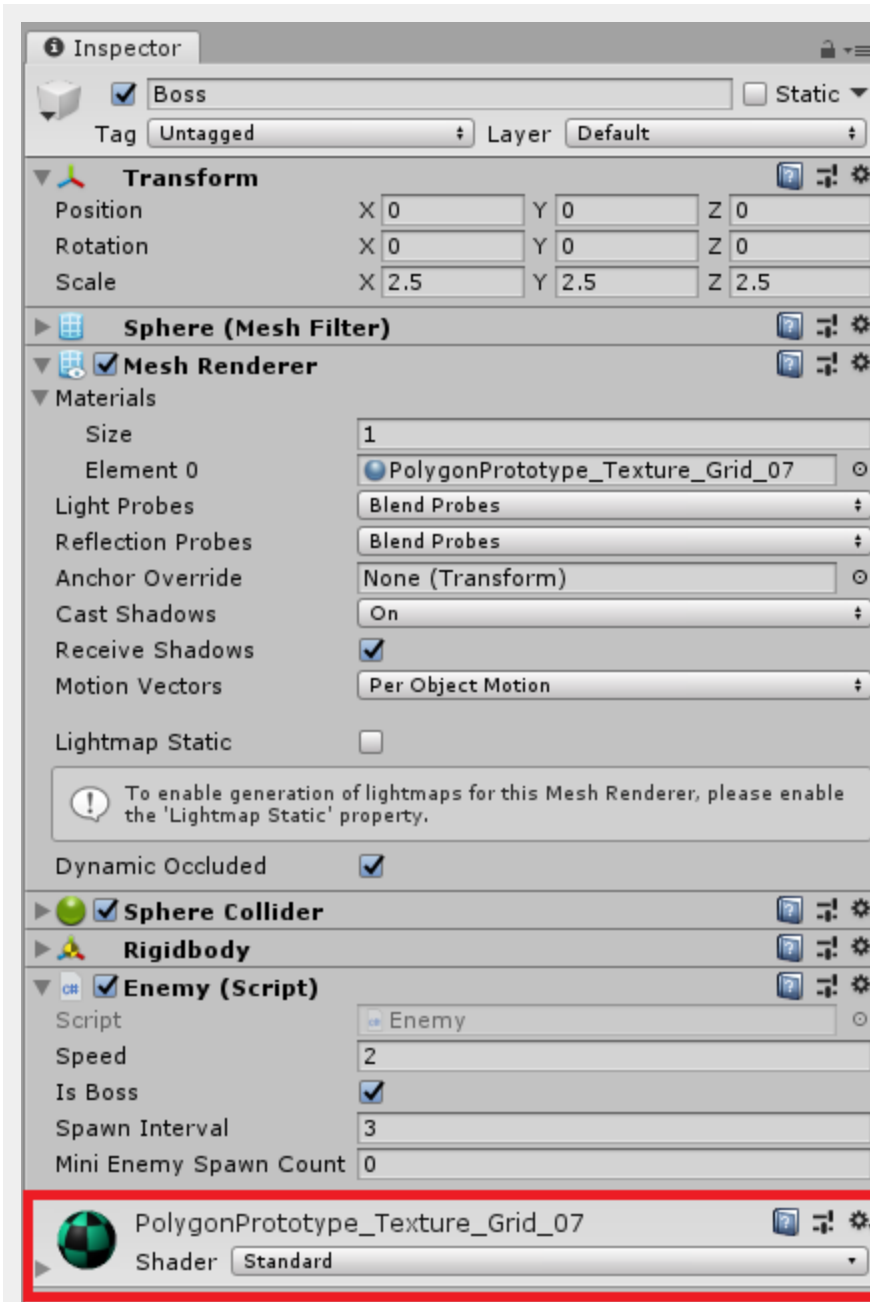 Inspector
Boss Static
Tag Untagged Layer Default
Transform
Position X 0 Y 0 Z 0
Rotation X 0 Y 0 Z 0
Scale X 2.5 Y 2.5 Z 2.5
Sphere (Mesh Filter)
Mesh Renderer
Materials
Size 1
Element 0 PolygonPrototype_Texture_Grid_07
Light Probes Blend Probes
Reflection Probes Blend Probes
Anchor Override None (Transform)
Cast Shadows On
Receive Shadows
Motion Vectors Per Object Motion
Lightmap Static
To enable generation of lightmaps for this Mesh Renderer, please enable
the 'Lightmap Static' property.
Dynamic Occluded
Sphere Collider
Rigidbody
C# Enemy (Script)
Script Enemy
Speed 2
Is Boss
Spawn Interval 3
Mini Enemy Spawn Count 0
PolygonPrototype_Texture_Grid_07
Shader Standard